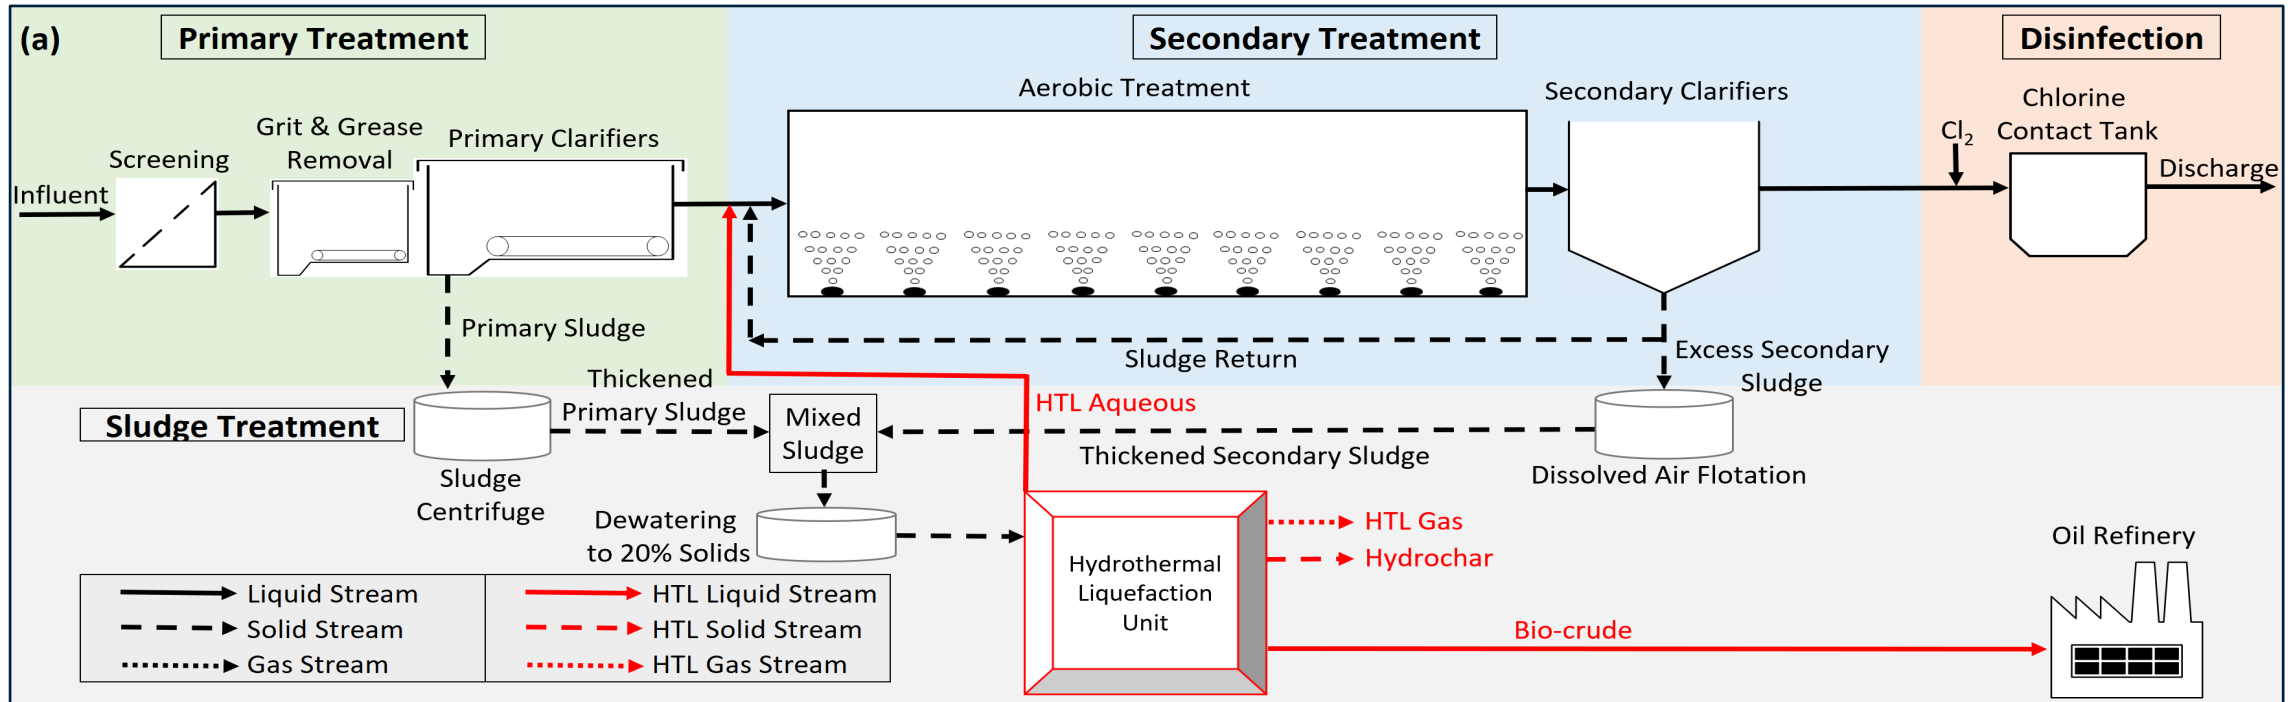 (a)
Primary Treatment
Secondary Treatment
Disinfection
Aerobic Treatment
Secondary Clarifiers
Chlorine
Contact Tank
Cl₂
Grit & Grease
Removal
Primary Clarifiers
Screening
Influent
Discharge
Primary Sludge
Sludge Return
Excess Secondary
Sludge
Thickened
Primary Sludge
Sludge Treatment
Mixed
Sludge
HTL Aqueous
Thickened Secondary Sludge
Dissolved Air Flotation
Sludge
Centrifuge
Dewatering
to 20% Solids
Hydrothermal
Liquefaction
Unit
HTL Gas
Hydrochar
Bio-crude
Oil Refinery
Liquid Stream
Solid Stream
Gas Stream
HTL Liquid Stream
HTL Solid Stream
HTL Gas Stream